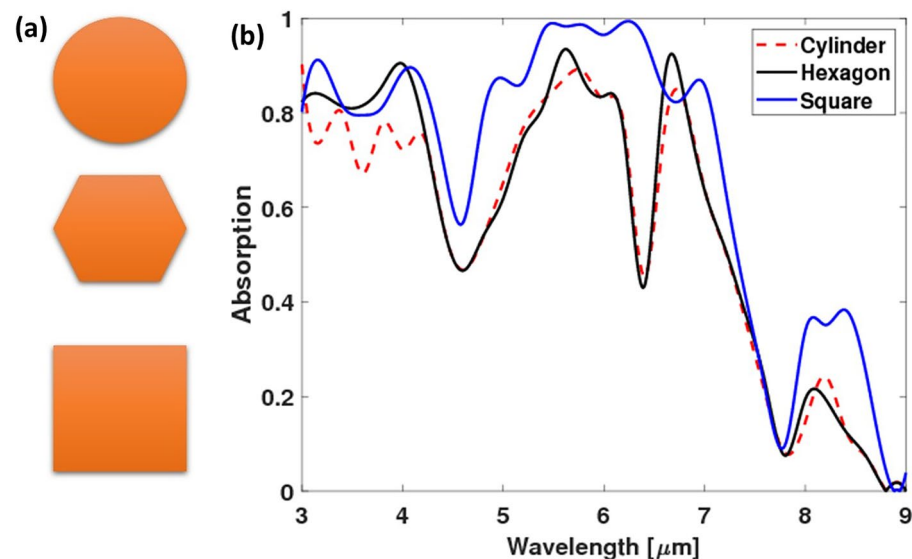 (a)
(b)
1
0.8
0.6
0.4
0.2
0
Absorption
Cylinder
Hexagon
Square
3 4 5 6 7 8 9
Wavelength [μm]